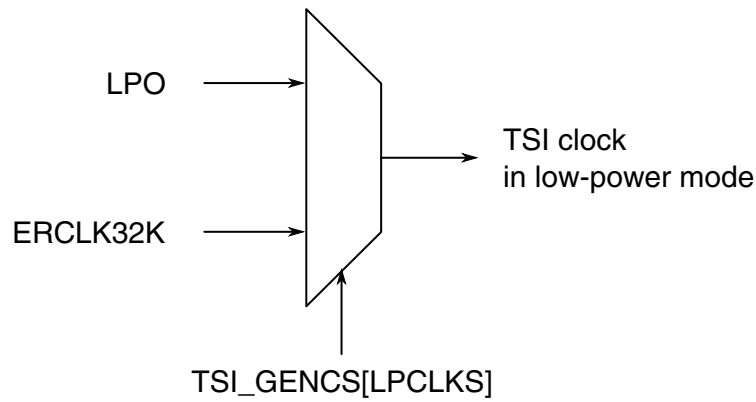 LPO
TSI clock
in low-power mode
ERCLK32K
TSI_GENCS[LPCLKS]